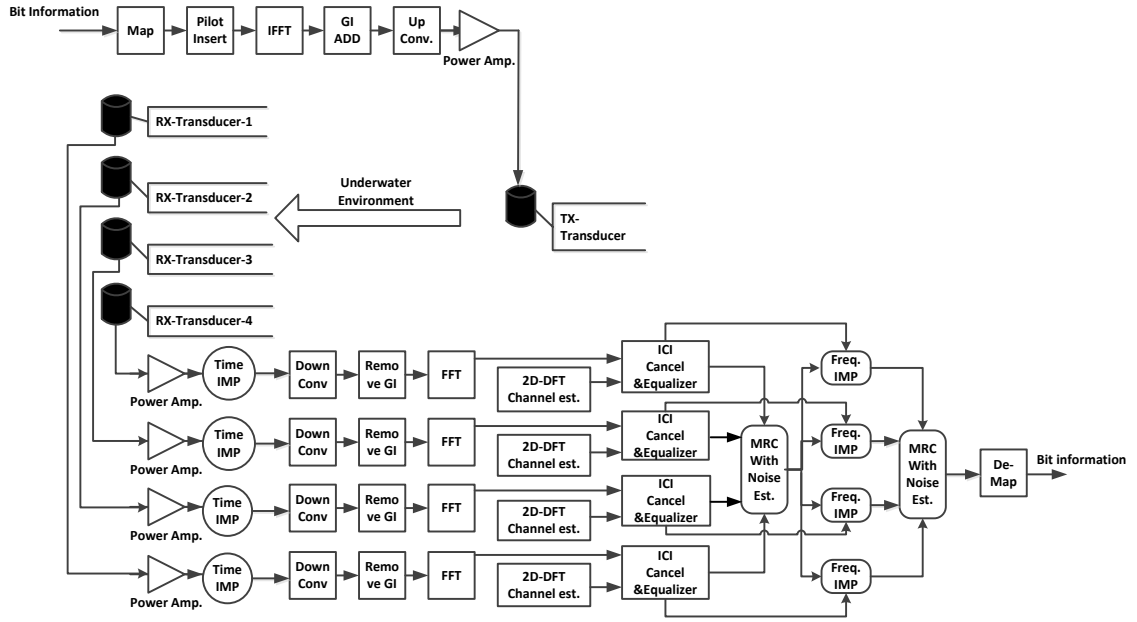 Bit Information
Map
Pilot
Insert
IFFT
GI
ADD
Up
Conv.
Power Amp.
RX-Transducer-1
RX-Transducer-2
RX-Transducer-3
RX-Transducer-4
Underwater
Environment
TX-
Transducer
Power Amp.
Time
IMP
Down
Conv
Remo
ve GI
FFT
2D-DFT
Channel est.
ICI
Cancel
&Equalizer
Freq.
IMP
Power Amp.
Time
IMP
Down
Conv
Remo
ve GI
FFT
2D-DFT
Channel est.
ICI
Cancel
&Equalizer
Freq.
IMP
MRC
With
Noise
Est.
MRC
With
Noise
Est.
De-
Map
Bit information
Power Amp.
Time
IMP
Down
Conv
Remo
ve GI
FFT
2D-DFT
Channel est.
ICI
Cancel
&Equalizer
Freq.
IMP
Power Amp.
Time
IMP
Down
Conv
Remo
ve GI
FFT
2D-DFT
Channel est.
ICI
Cancel
&Equalizer
Freq.
IMP